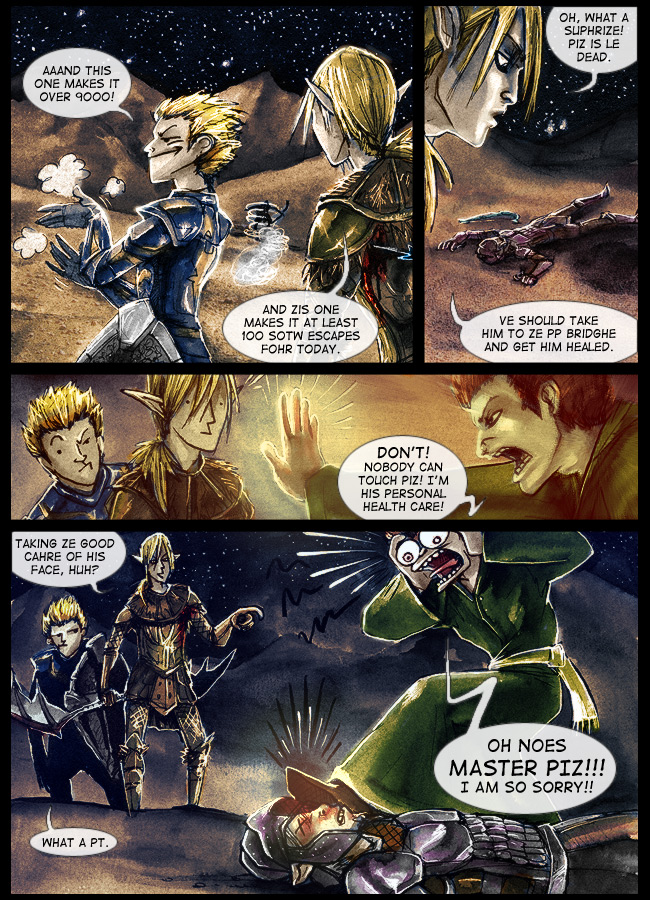 AAAND THIS
ONE MAKES IT
OVER 9000!
AND ZIS ONE
MAKES IT AT LEAST
100 SOTW ESCAPES
FOHR TODAY.
OH, WHAT A
SUPHRIZE!
PIZ IS LE
DEAD.
VE SHOULD TAKE
HIM TO ZE PP BRIDGHE
AND GET HIM HEALED.
DON'T!
NOBODY CAN
TOUCH PIZ! I'M
HIS PERSONAL
HEALTH CARE!
TAKING ZE GOOD
CAHRE OF HIS
FACE, HUH?
OH NOES
MASTER PIZ!!!
I AM SO SORRY!!
WHAT A PT.